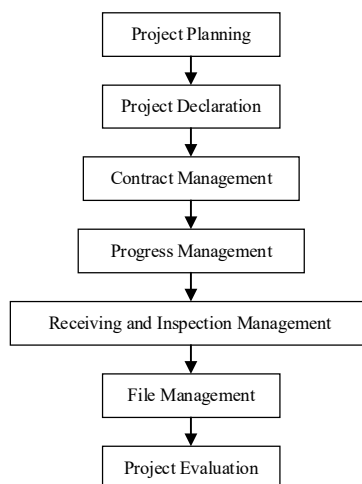 Project Planning
Project Declaration
Contract Management
Progress Management
Receiving and Inspection Management
File Management
Project Evaluation